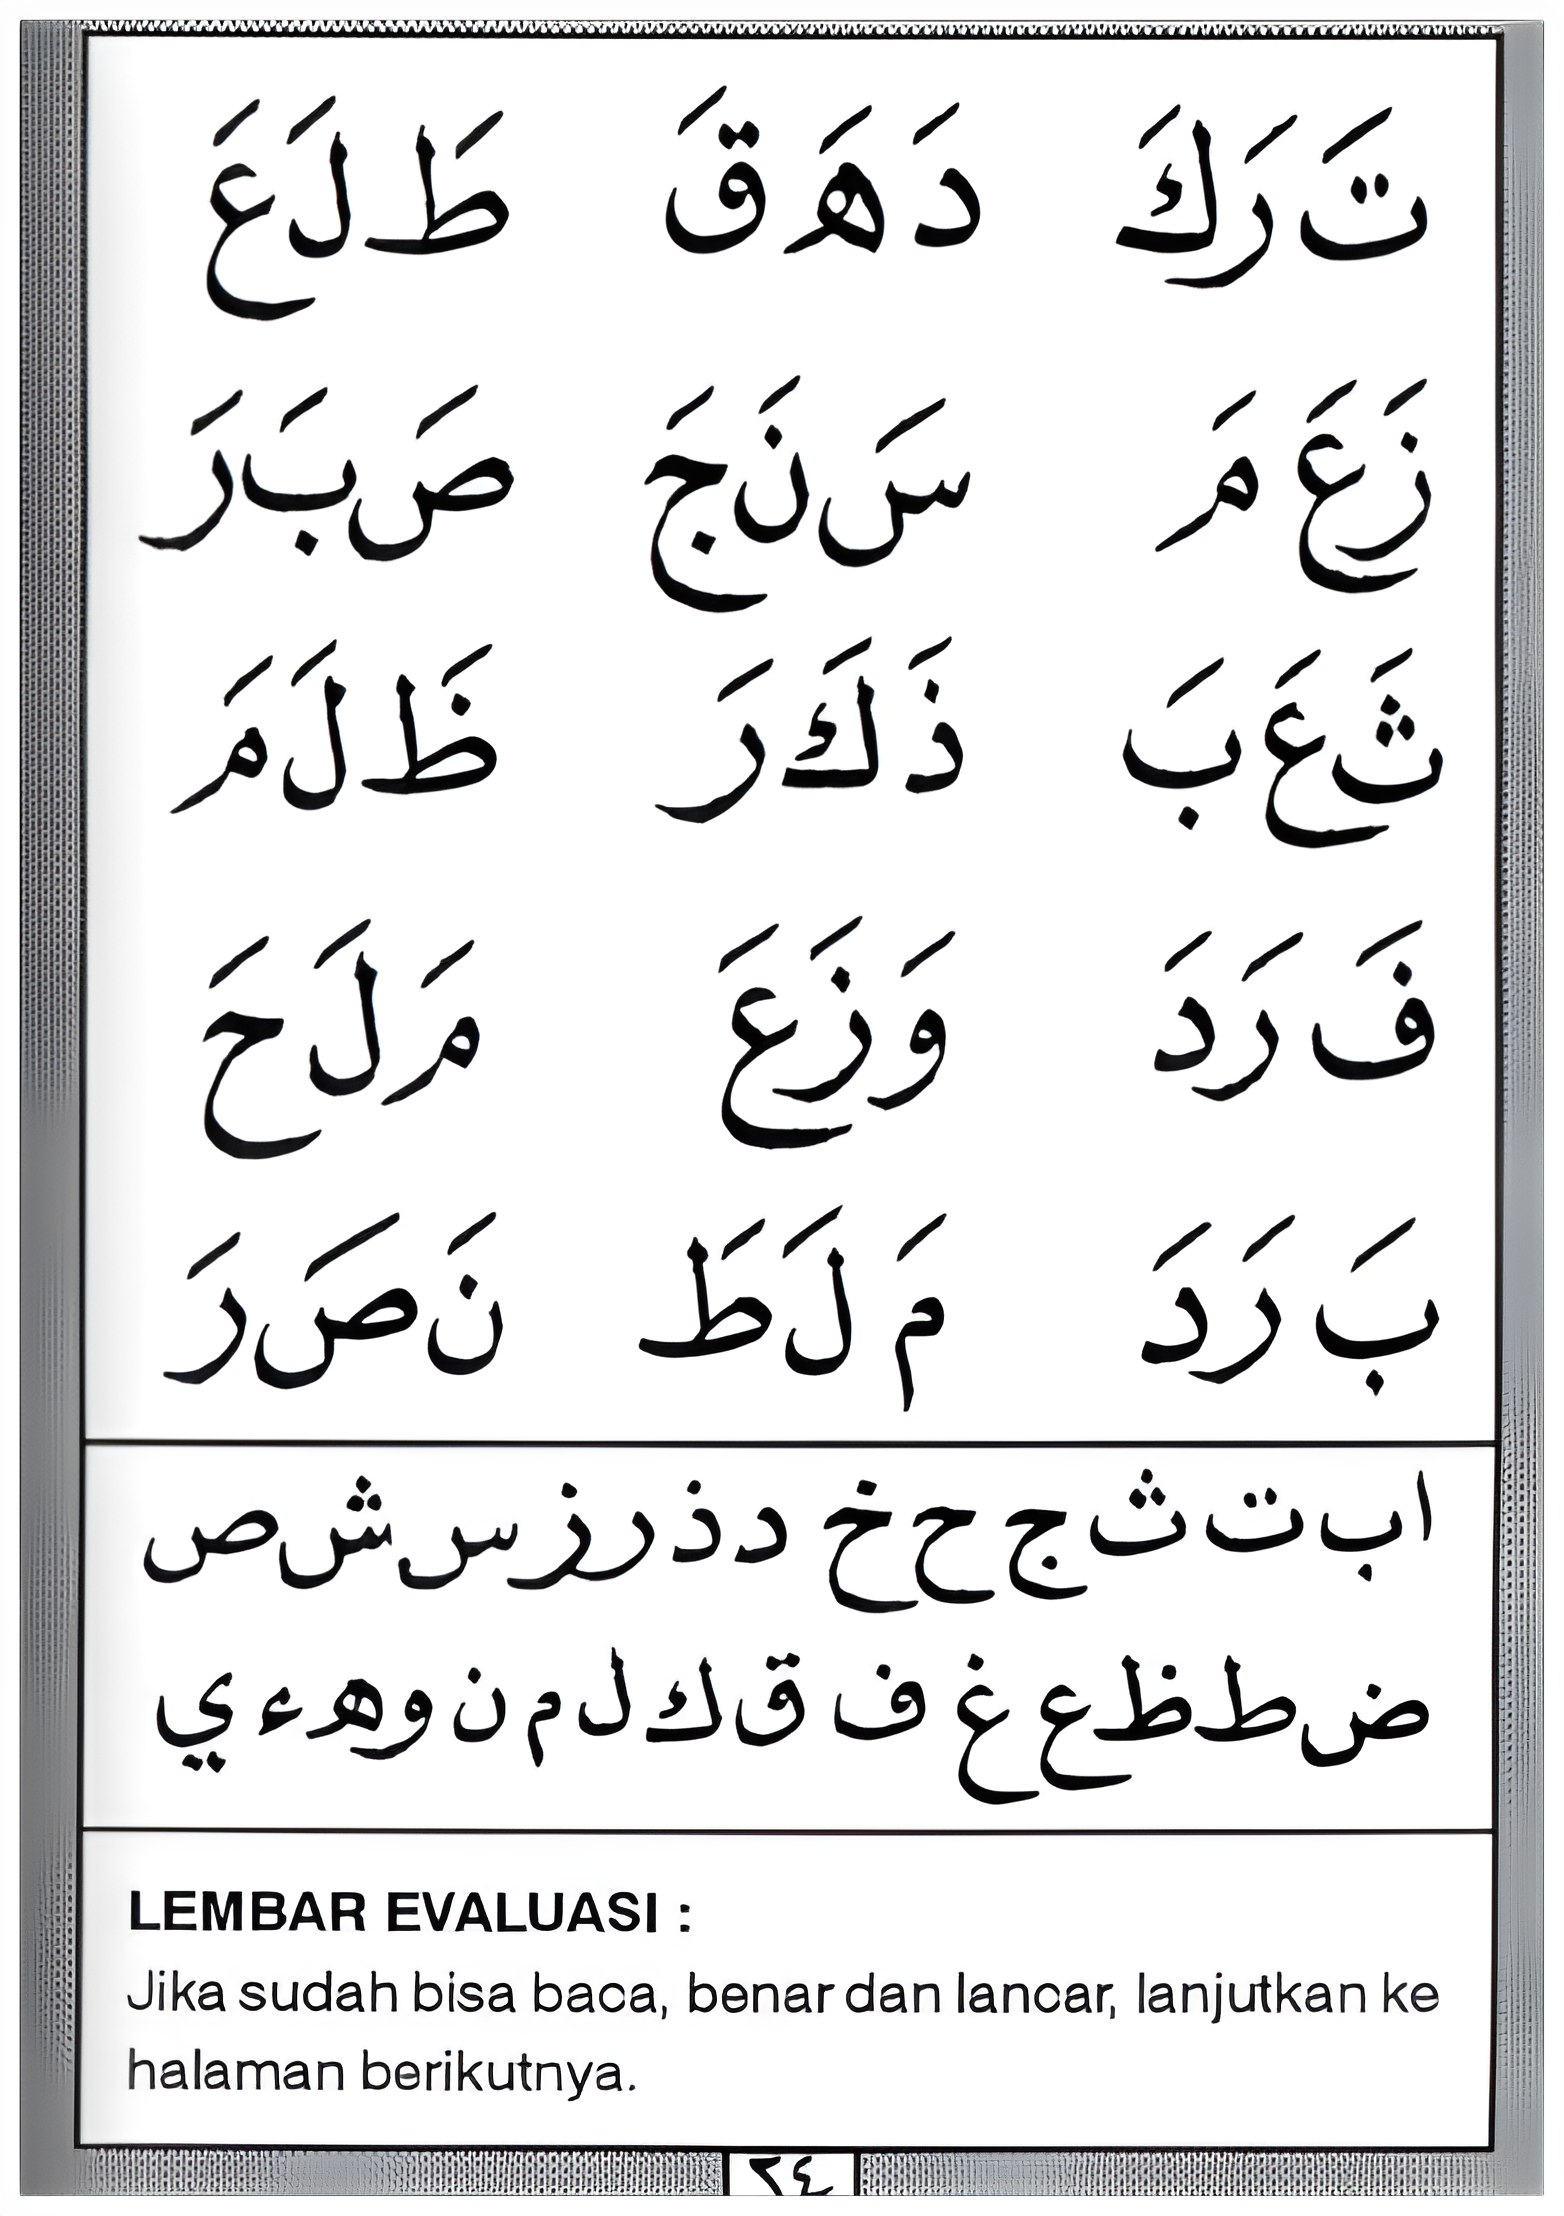 تَ رَ كَ دَ هَ قَ طَ لَ عَ
زَ عَ مَ سَ نَ جَ صَ بَ رَ
ثَ عَ بَ ذَ كَ رَ ظَ لَ مَ
فَ رَ دَ وَ زَ عَ مَ لَ حَ
بَ رَ دَ مَ لَ طَ نَ صَ رَ
ا ب ت ث ج ح خ د ذ ر ز س ش ص
ض ط ظ ع غ ف ق ك ل م ن و ه ء ي
LEMBAR EVALUASI :
Jika sudah bisa baca, benar dan lancar, lanjutkan ke
halaman berikutnya.
٢٤